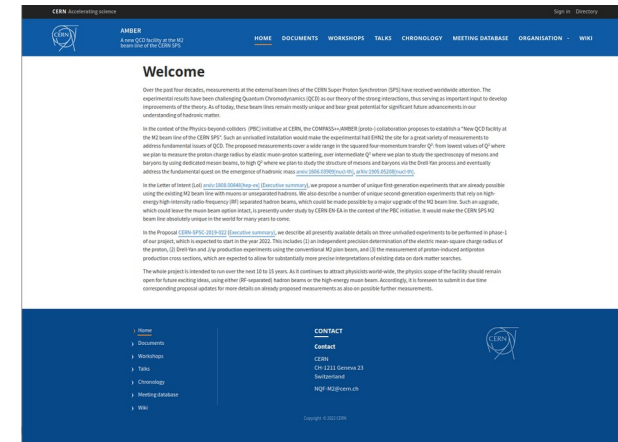 CERN Accelerating science
Sign in Directory
CERN
AMBER
A new QCD facility at the M2
beam line of the CERN SPS
HOME DOCUMENTS WORKSHOPS TALKS CHRONOLOGY MEETING DATABASE ORGANISATION WIKI
Welcome
Over the past four decades, measurements at the external beam lines of the CERN Super Proton Synchrotron (SPS) have received worldwide attention. The
experimental results have been challenging Quantum Chromodynamics (QCD) as our theory of the strong interactions, thus serving as important input to develop
improvements of the theory. As of today, these beam lines remain mostly unique and bear great potential for significant future advancements in our
understanding of hadronic matter.
In the context of the Physics-beyond-colliders (PBC) initiative at CERN, the COMPASS++/AMBER (proto-) collaboration proposes to establish a "New QCD facility at
the M2 beam line of the CERN SPS". Such an unrivalled installation would make the experimental hall EHN2 the site for a great variety of measurements to
address fundamental issues of QCD. The proposed measurements cover a wide range in the squared four-momentum transfer Q²: from lowest values of Q² where
we plan to measure the proton charge radius by elastic muon-proton scattering, over intermediate Q² where we plan to study the spectroscopy of mesons and
baryons by using dedicated meson beams, to high Q² where we plan to study the structure of mesons and baryons via the Drell-Yan process and eventually
address the fundamental quest on the emergence of hadronic mass arxiv:1606.03909[nucl-th], arXiv:1905.05208[nucl-th].
In the Letter of Intent (LoI) arxiv:1808.00848[hep-ex] (Executive summary), we propose a number of unique first-generation experiments that are already possible
using the existing M2 beam line with muons or unseparated hadrons. We also describe a number of unique second-generation experiments that rely on high-
energy high-intensity radio-frequency (RF) separated hadron beams, which could be made possible by a major upgrade of the M2 beam line. Such an upgrade,
which could leave the muon beam option intact, is presently under study by CERN EN-EA in the context of the PBC initiative. It would make the CERN SPS M2
beam line absolutely unique in the world for many years to come.
In the Proposal CERN-SPSC-2019-022 (Executive summary), we describe all presently available details on three unrivalled experiments to be performed in phase-1
of our project, which is expected to start in the year 2022. This includes (1) an independent precision determination of the electric mean-square charge radius of
the proton, (2) Drell-Yan and J/ψ production experiments using the conventional M2 pion beam, and (3) the measurement of proton-induced antiproton
production cross sections, which are expected to allow for substantially more precise interpretations of existing data on dark matter searches.
The whole project is intended to run over the next 10 to 15 years. As it continues to attract physicists world-wide, the physics scope of the facility should remain
open for future exciting ideas, using either (RF-separated) hadron beams or the high-energy muon beam. Accordingly, it is foreseen to submit in due time
corresponding proposal updates for more details on already proposed measurements as also on possible further measurements.
Home
Documents
Workshops
Talks
Chronology
Meeting database
Wiki
CONTACT
Contact
CERN
CH-1211 Geneva 23
Switzerland
NQF-M2@cern.ch
CERN
Copyright © 2022 CERN